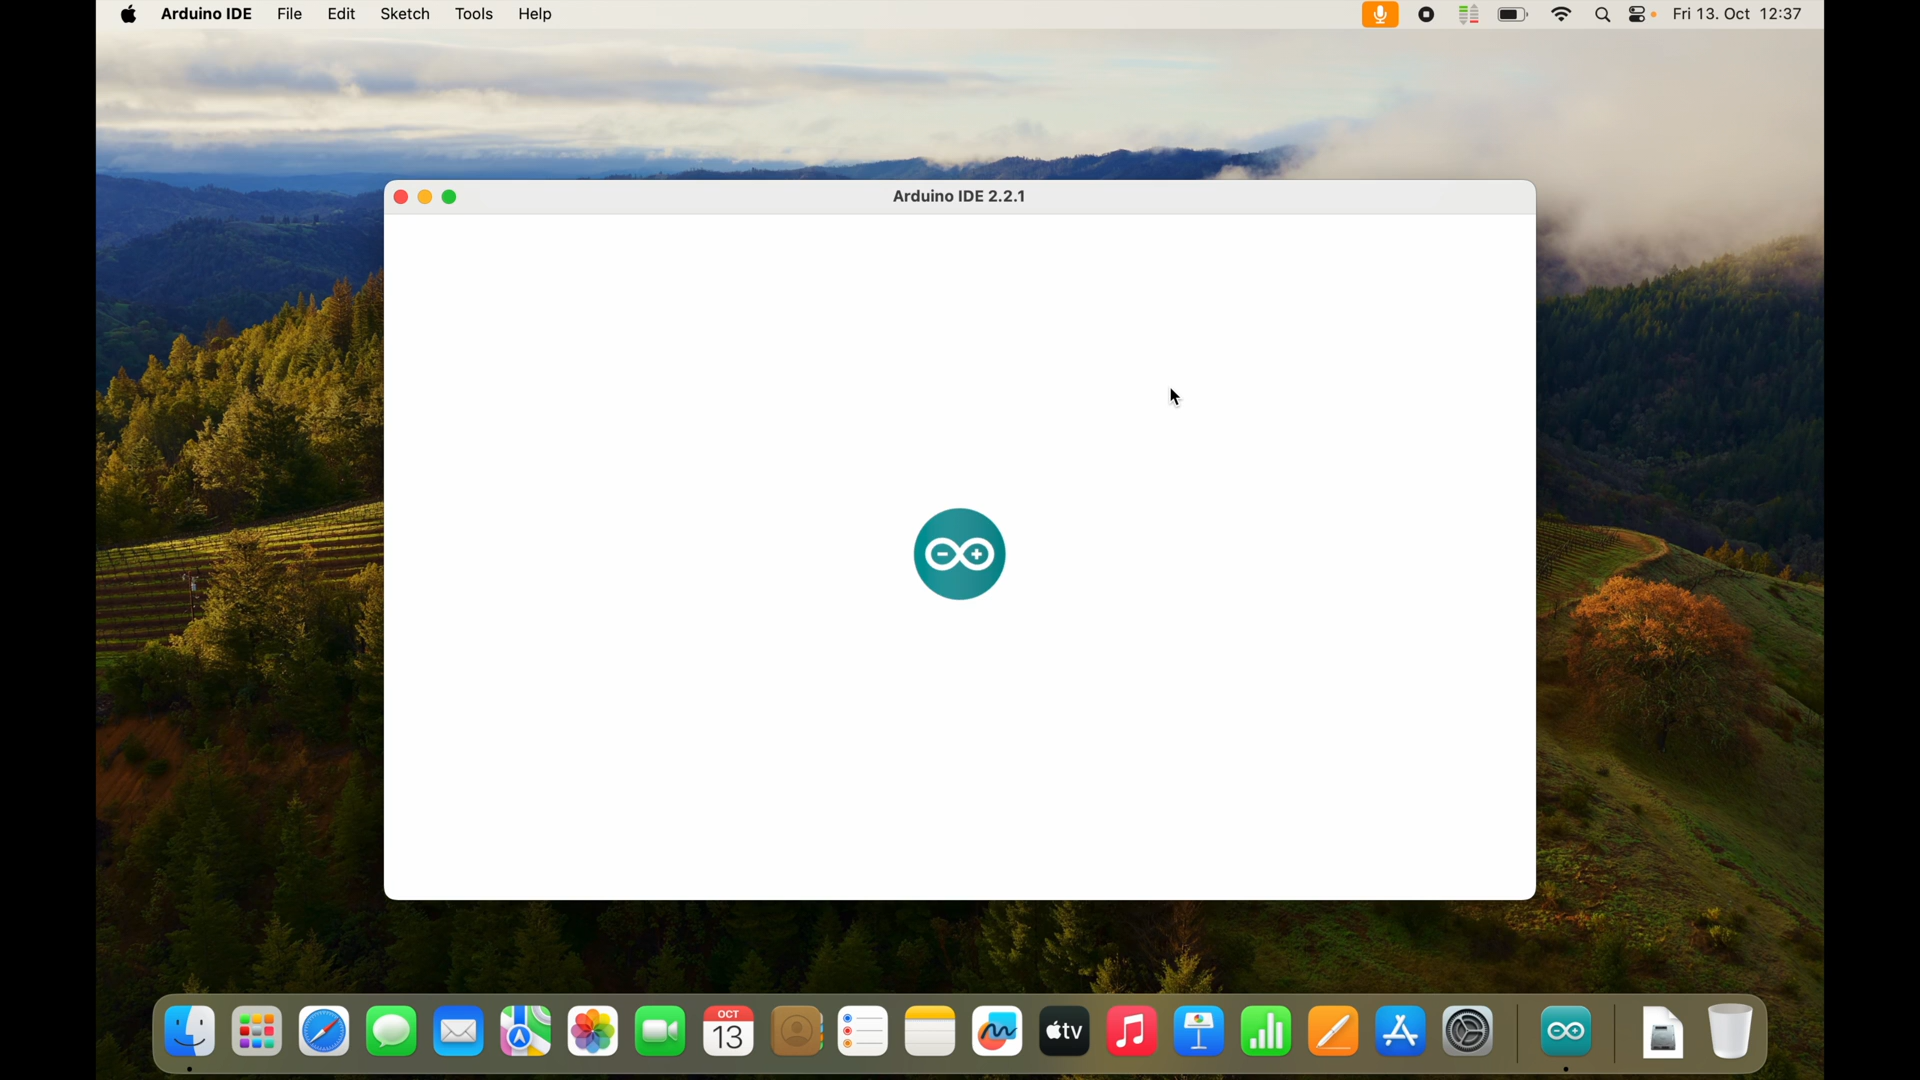 Arduino IDE File Edit Sketch Tools Help Fri 13. Oct 12:37
Arduino IDE 2.2.1
OCT
13
tv